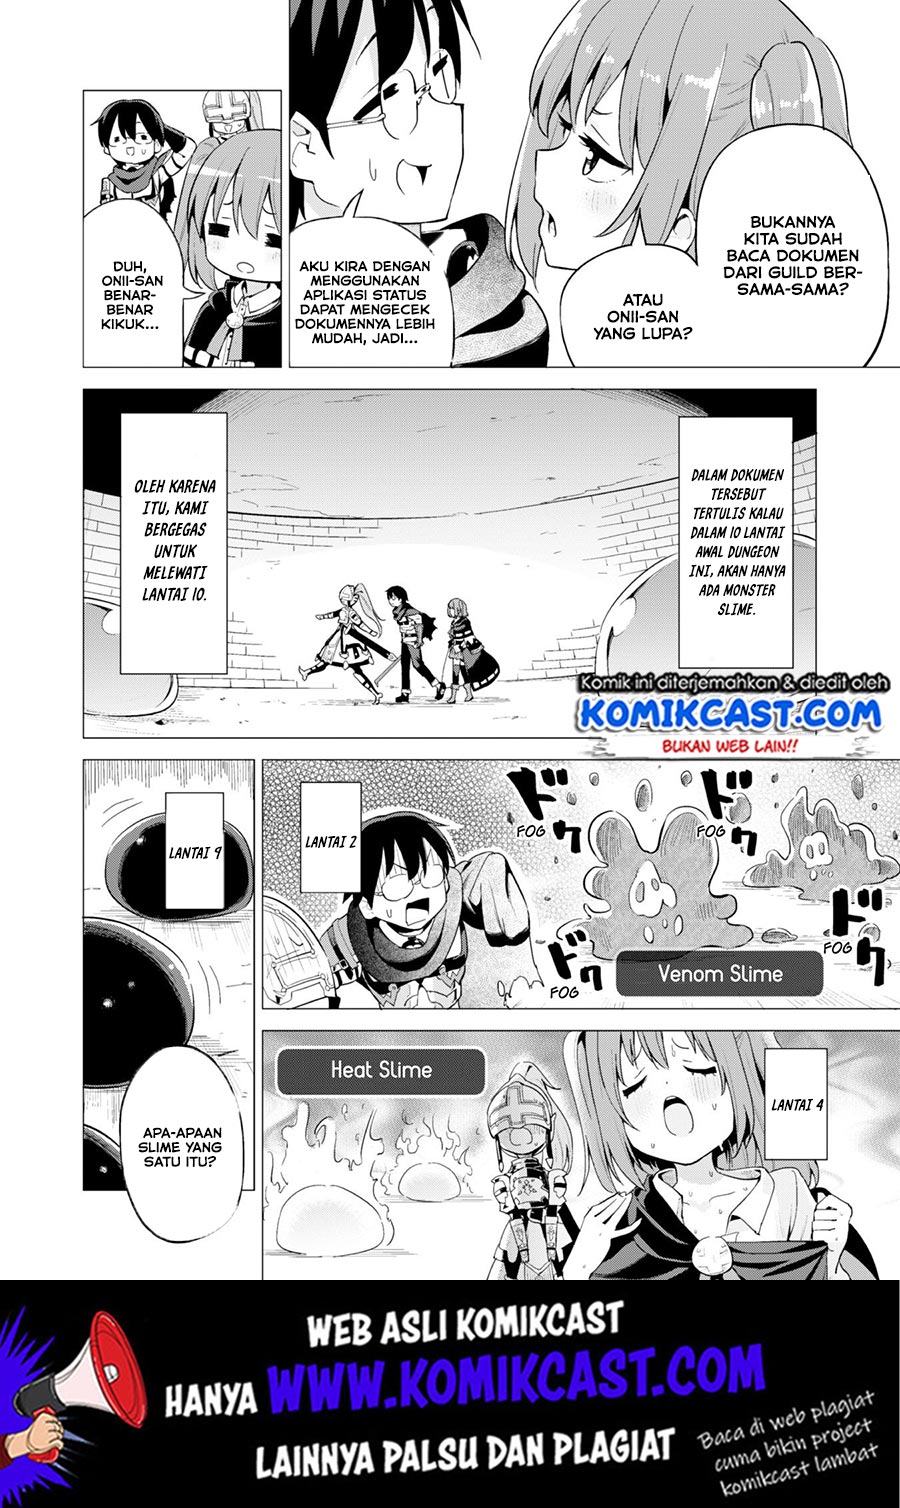 BUKANNYA
KITA SUDAH
BACA DOKUMEN
DARI GUILD BER-
SAMA-SAMA?
ATAU
ONII-SAN
YANG LUPA?
AKU KIRA DENGAN
MENGGUNAKAN
APLIKASI STATUS
DAPAT MENGECEK
DOKUMENNYA LEBIH
MUDAH, JADI...
DUH,
ONII-SAN
BENAR-
BENAR
KIKUK...
DALAM DOKUMEN
TERSEBUT
TERTULIS KALAU
DALAM 10 LANTAI
AWAL DUNGEON
INI, AKAN HANYA
ADA MONSTER
SLIME.
OLEH KARENA
ITU, KAMI
BERGEGAS
UNTUK
MELEWATI
LANTAI 10.
Komik ini diterjemahkan & diedit oleh
KOMIKCAST.COM
BUKAN WEB LAIN!!
LANTAI 2
ドク
FOG
ドク
FOG
ドク
FOG
ドク
FOG
Venom Slime
LANTAI 4
Heat Slime
LANTAI 9
APA-APAAN
SLIME YANG
SATU ITU?
WEB ASLI KOMIKCAST
HANYA WWW.KOMIKCAST.COM
LAINNYA PALSU DAN PLAGIAT
Baca di web plagiat
cuma bikin project
komikcast lambat